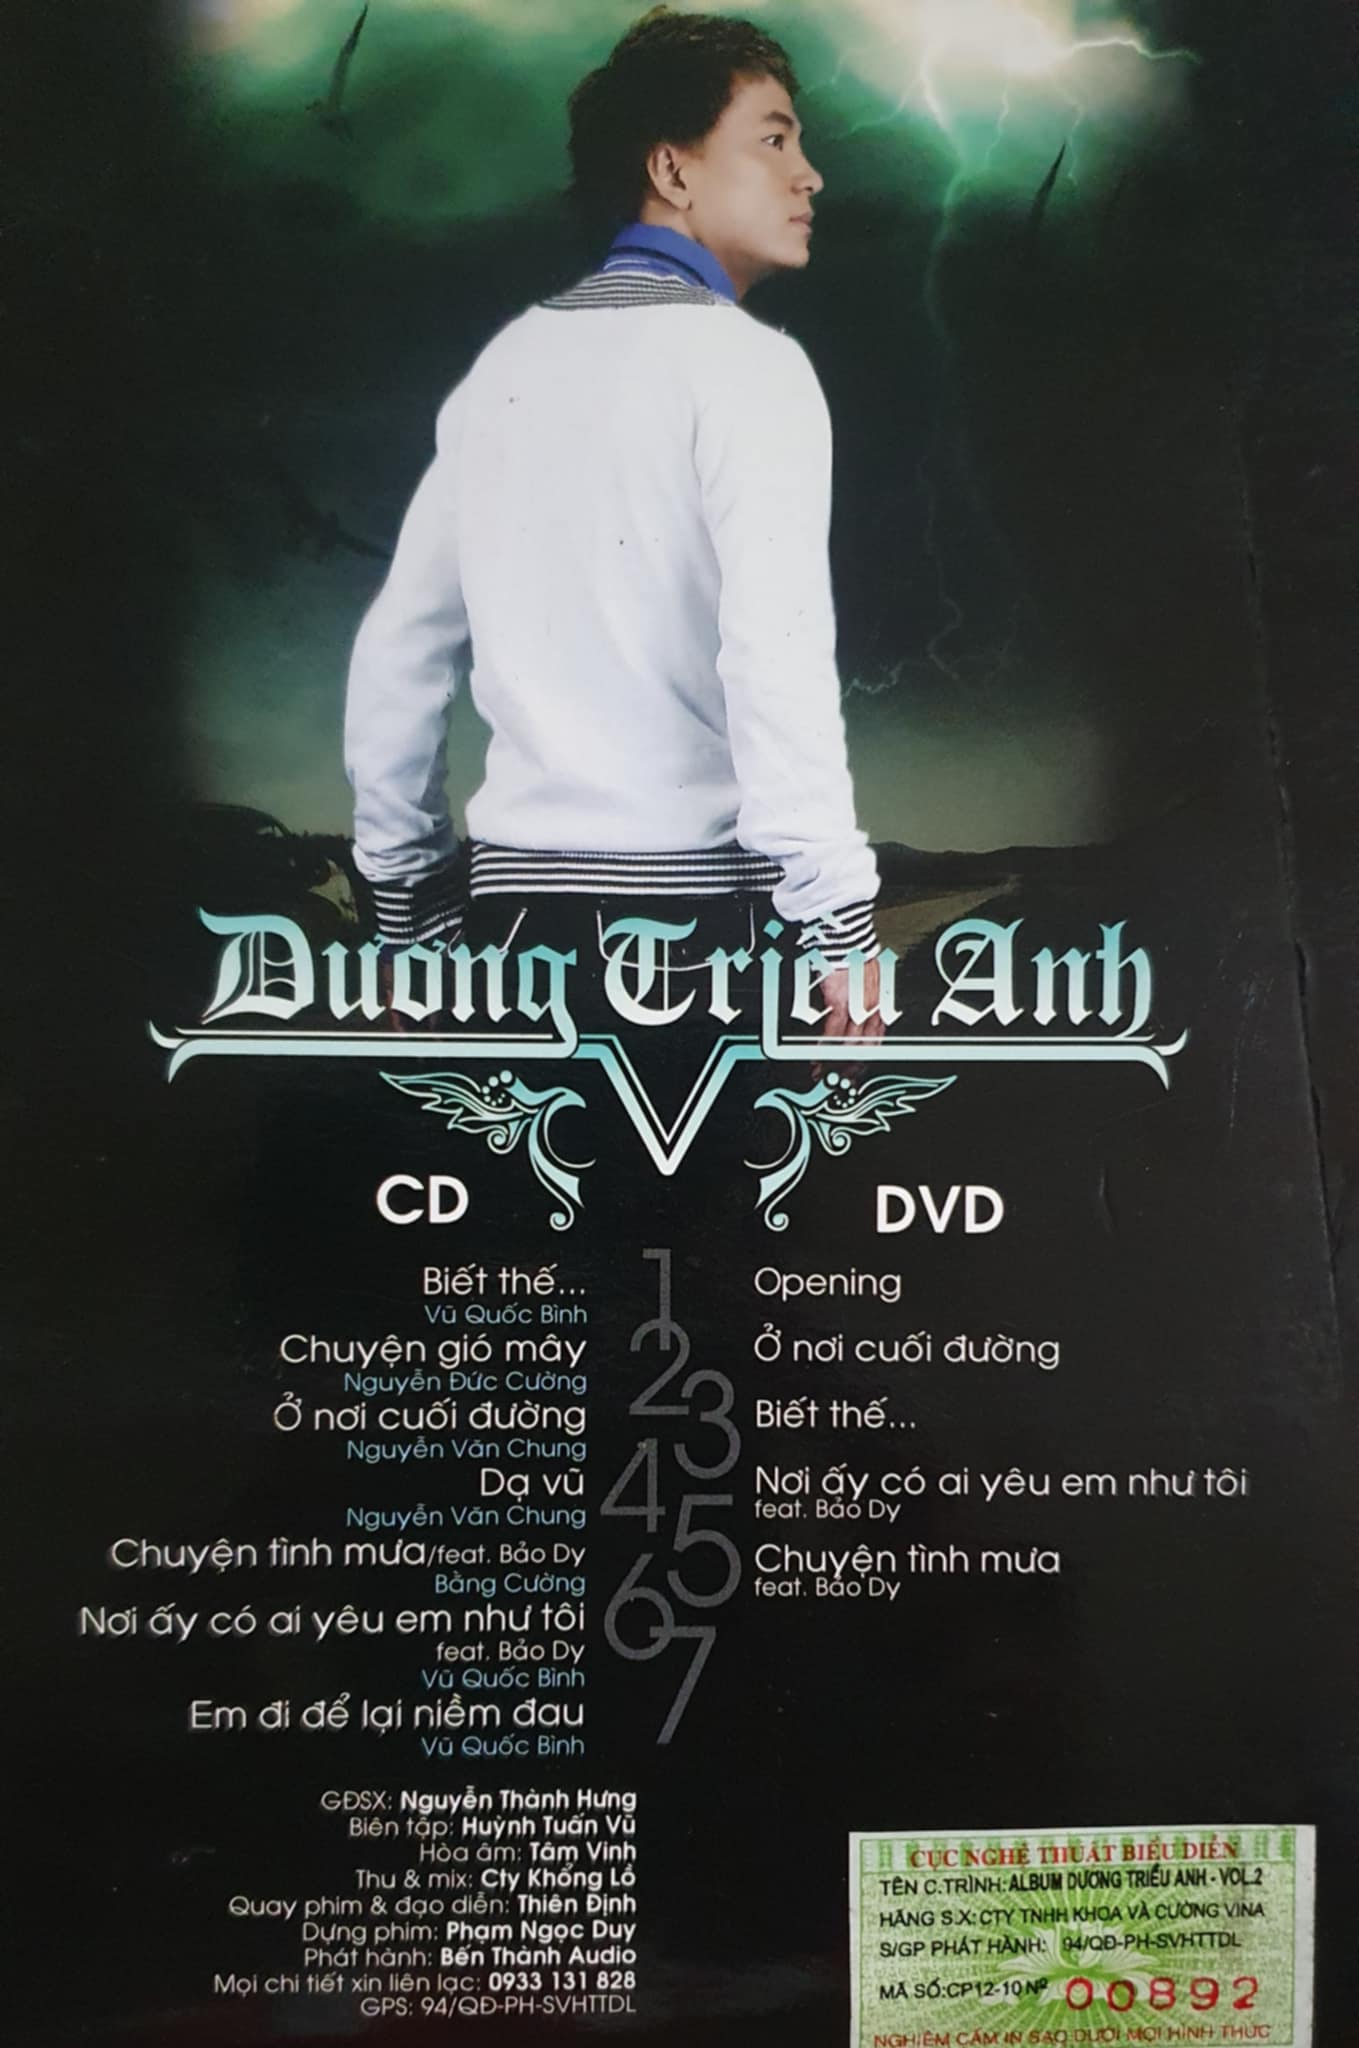 Dương Triệu Anh
CD
Biết thế...
Vũ Quốc Bình
Chuyện gió mây
Nguyễn Đức Cường
Ở nơi cuối đường
Nguyễn Văn Chung
Dạ vũ
Nguyễn Văn Chung
Chuyện tình mưa/feat. Bảo Dy
Bằng Cường
Nơi ấy có ai yêu em như tôi
feat. Bảo Dy
Vũ Quốc Bình
Em đi để lại niềm đau
Vũ Quốc Bình
1
2
3
4
5
6
7
DVD
Opening
Ở nơi cuối đường
Biết thế...
Nơi ấy có ai yêu em như tôi
feat. Bảo Dy
Chuyện tình mưa
feat. Bảo Dy
GĐSX: Nguyễn Thành Hưng
Biên tập: Huỳnh Tuấn Vũ
Hòa âm: Tâm Vinh
Thu & mix: Cty Khổng Lồ
Quay phim & đạo diễn: Thiên Định
Dựng phim: Phạm Ngọc Duy
Phát hành: Bến Thành Audio
Mọi chi tiết xin liên lạc: 0933 131 828
GPS: 94/QĐ-PH-SVHTTDL
CỤC NGHỆ THUẬT BIỂU DIỄN
TÊN C.TRÌNH: ALBUM DƯƠNG TRIỆU ANH - VOL.2
HÃNG S.X: CTY TNHH KHOA VÀ CƯỜNG VINA
S/GP PHÁT HÀNH: 94/QĐ-PH-SVHTTDL
MÃ SỐ:CP12-10 Nº 00892
NGHIÊM CẤM IN SAO DƯỚI MỌI HÌNH THỨC